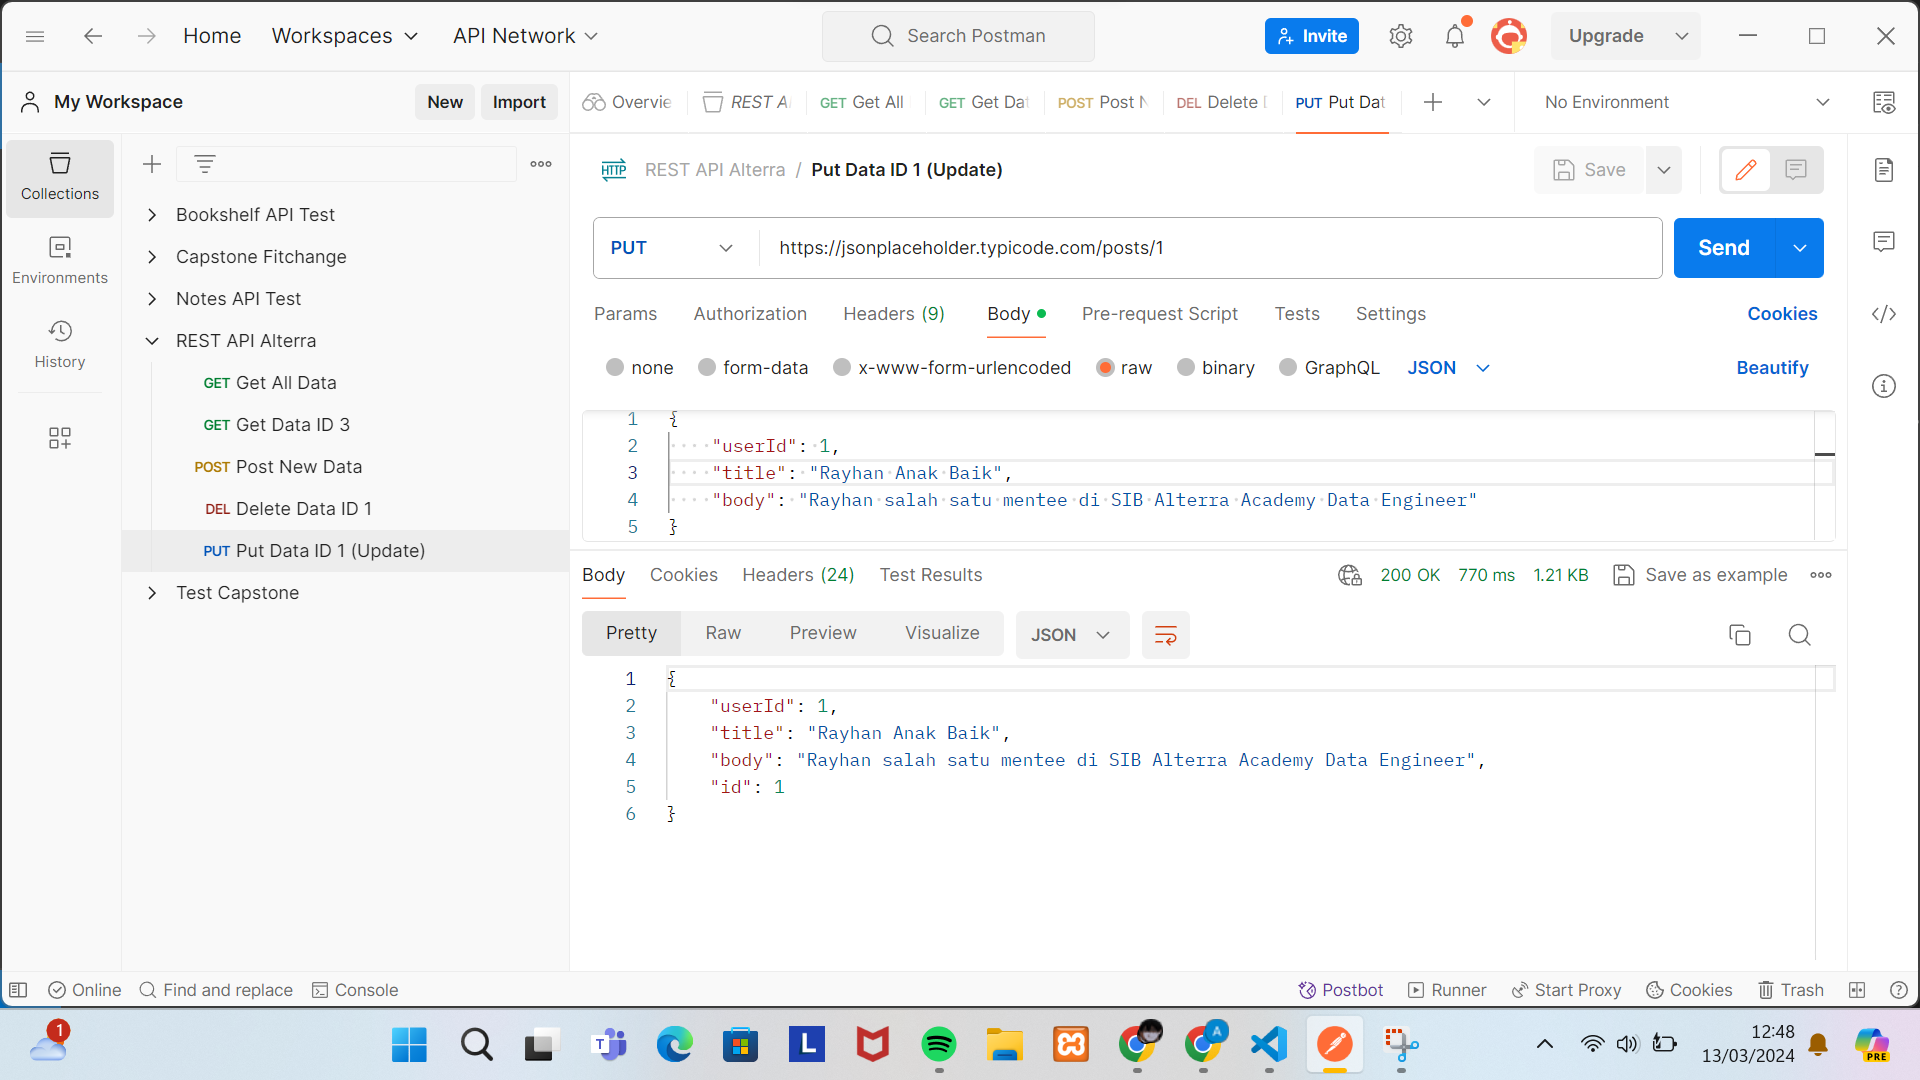 Home
Workspaces
API Network
Search Postman
Invite
Upgrade
My Workspace
New
Import
Overvie
REST A
GET Get All
GET Get Dat
POST Post N
DEL Delete
PUT Put Dat
No Environment
Collections
Environments
History
Bookshelf API Test
Capstone Fitchange
Notes API Test
REST API Alterra
GET Get All Data
GET Get Data ID 3
POST Post New Data
DEL Delete Data ID 1
PUT Put Data ID 1 (Update)
Test Capstone
HTTP REST API Alterra / Put Data ID 1 (Update)
Save
PUT
https://jsonplaceholder.typicode.com/posts/1
Send
Params Authorization Headers (9) Body Pre-request Script Tests Settings Cookies
none form-data x-www-form-urlencoded raw binary GraphQL JSON Beautify
1 {
2 "userId": 1,
3 "title": "Rayhan Anak Baik",
4 "body": "Rayhan salah satu mentee di SIB Alterra Academy Data Engineer"
5 }
Body Cookies Headers (24) Test Results 200 OK 770 ms 1.21 KB Save as example
Pretty Raw Preview Visualize JSON
1 {
2 "userId": 1,
3 "title": "Rayhan Anak Baik",
4 "body": "Rayhan salah satu mentee di SIB Alterra Academy Data Engineer",
5 "id": 1
6 }
Online Find and replace Console Postbot Runner Start Proxy Cookies Trash
1
T
L
A
12:48
13/03/2024
PRE